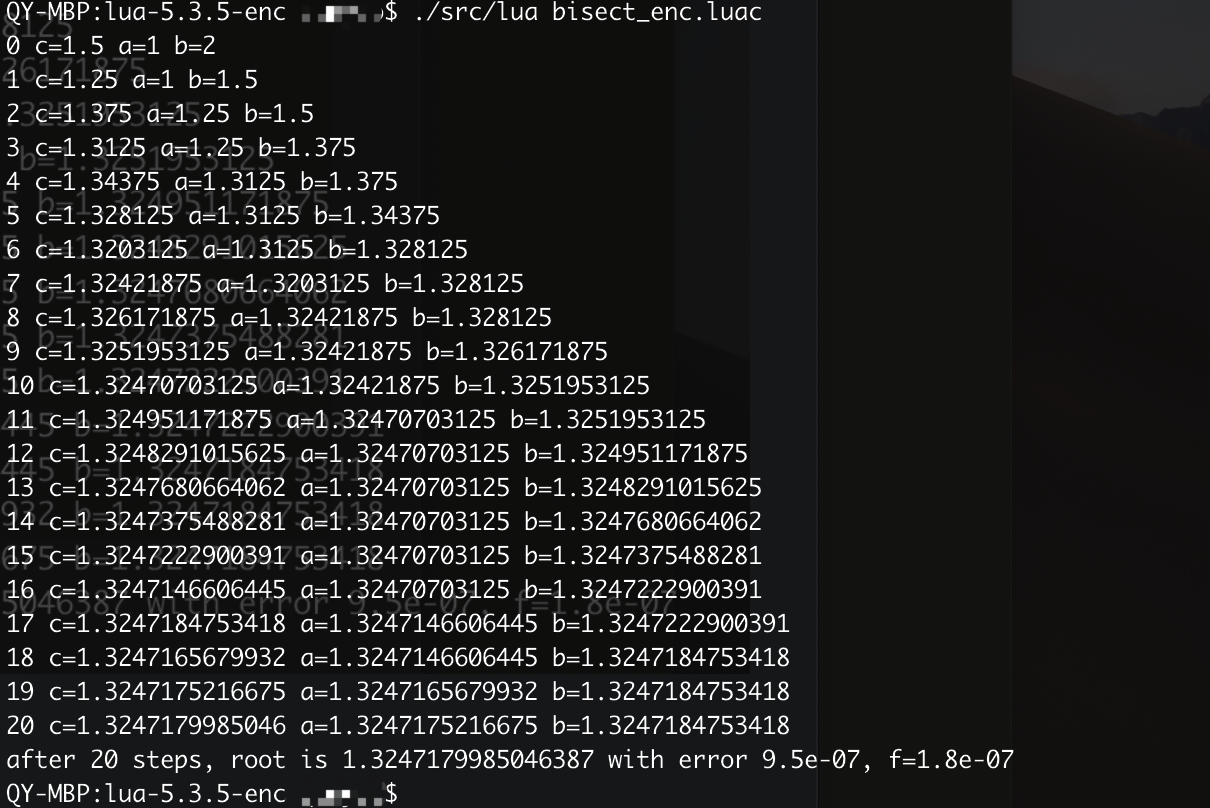 QY-MBP:lua-5.3.5-enc $ ./src/lua bisect_enc.luac
0 c=1.5 a=1 b=2
1 c=1.25 a=1 b=1.5
2 c=1.375 a=1.25 b=1.5
3 c=1.3125 a=1.25 b=1.375
4 c=1.34375 a=1.3125 b=1.375
5 c=1.328125 a=1.3125 b=1.34375
6 c=1.3203125 a=1.3125 b=1.328125
7 c=1.32421875 a=1.3203125 b=1.328125
8 c=1.326171875 a=1.32421875 b=1.328125
9 c=1.3251953125 a=1.32421875 b=1.326171875
10 c=1.32470703125 a=1.32421875 b=1.3251953125
11 c=1.324951171875 a=1.32470703125 b=1.3251953125
12 c=1.3248291015625 a=1.32470703125 b=1.324951171875
13 c=1.3247680664062 a=1.32470703125 b=1.3248291015625
14 c=1.3247375488281 a=1.32470703125 b=1.3247680664062
15 c=1.3247222900391 a=1.32470703125 b=1.3247375488281
16 c=1.3247146606445 a=1.32470703125 b=1.3247222900391
17 c=1.3247184753418 a=1.3247146606445 b=1.3247222900391
18 c=1.3247165679932 a=1.3247146606445 b=1.3247184753418
19 c=1.3247175216675 a=1.3247165679932 b=1.3247184753418
20 c=1.3247179985046 a=1.3247175216675 b=1.3247184753418
after 20 steps, root is 1.3247179985046387 with error 9.5e-07, f=1.8e-07
QY-MBP:lua-5.3.5-enc $